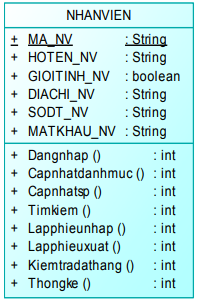 NHANVIEN
+ MA_NV : String
+ HOTEN_NV : String
+ GIOITINH_NV : boolean
+ DIACHI_NV : String
+ SODT_NV : String
+ MATKHAU_NV : String
+ Dangnhap () : int
+ Capnhatdanhmuc () : int
+ Capnhatsp () : int
+ Timkiem () : int
+ Lapphieunhap () : int
+ Lapphieuxuat () : int
+ Kiemtradathang () : int
+ Thongke () : int